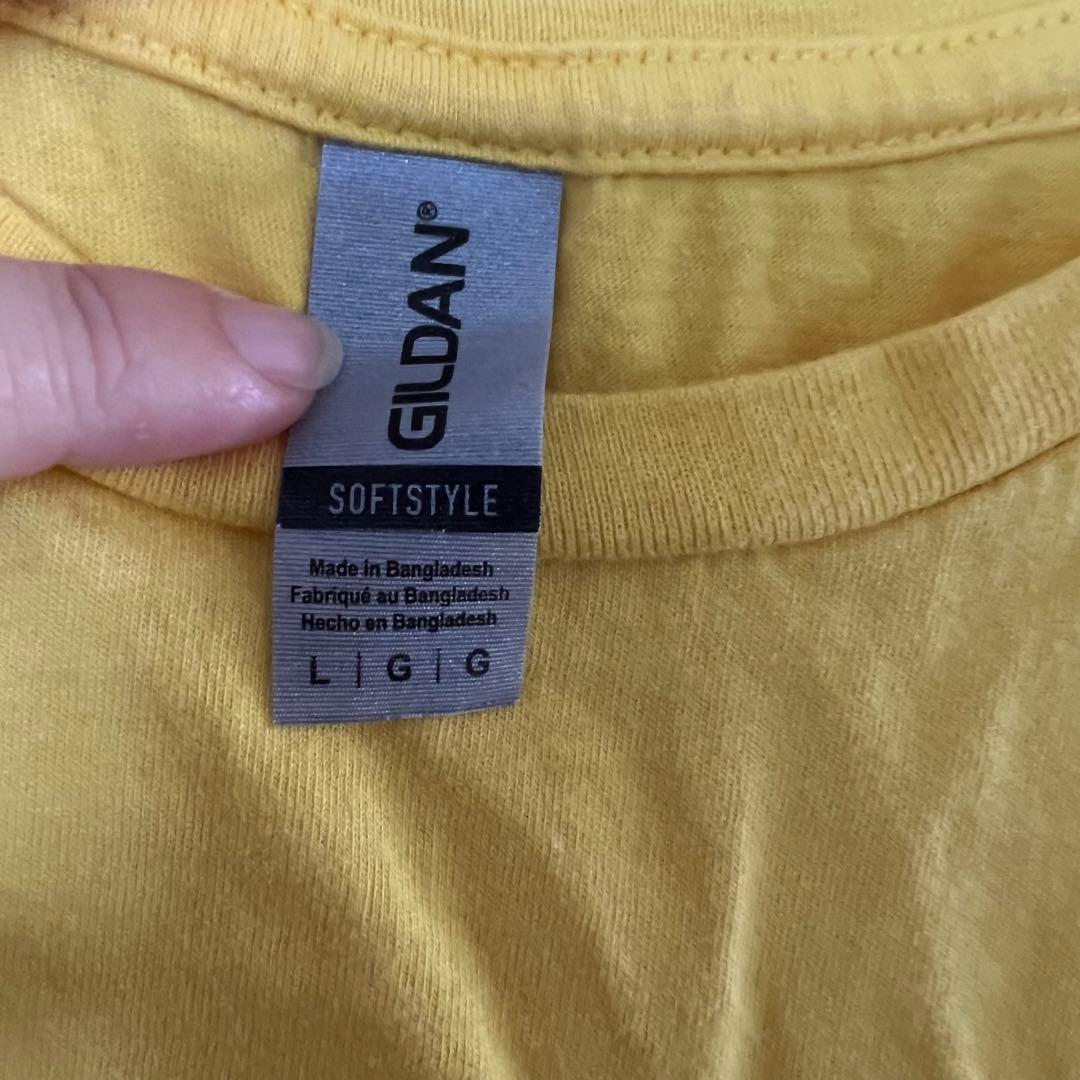 GILDAN®
SOFTSTYLE
Made in Bangladesh
Fabriqué au Bangladesh
Hecho en Bangladesh
L | G | G